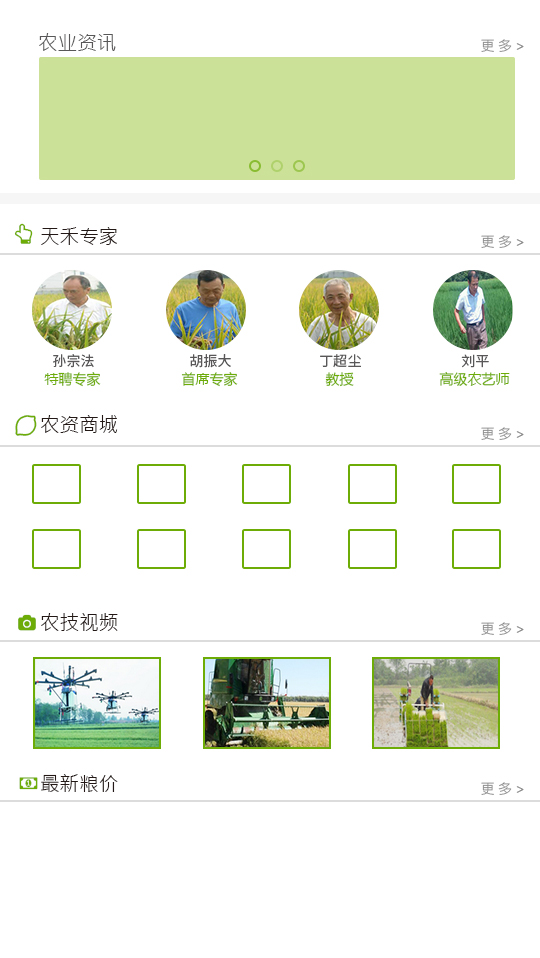 农业资讯
更多>
天禾专家
更多>
孙宗法 胡振大 丁超尘 刘平
特聘专家 首席专家 教授 高级农艺师
农资商城
更多>
农技视频
更多>
最新粮价
更多>